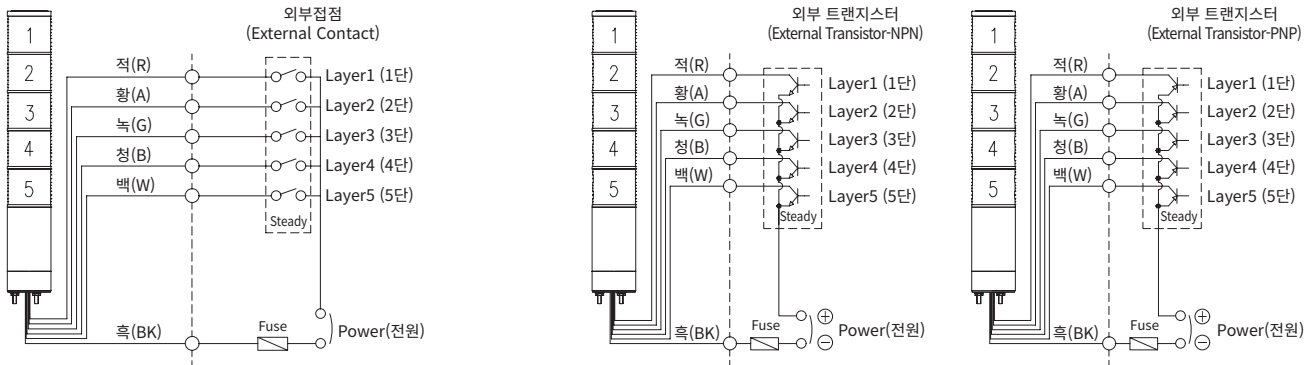 외부접점
(External Contact)
1
2
3
4
5
적(R)
황(A)
녹(G)
청(B)
백(W)
흑(BK)
Layer1 (1단)
Layer2 (2단)
Layer3 (3단)
Layer4 (4단)
Layer5 (5단)
Steady
Fuse
Power(전원)
외부 트랜지스터
(External Transistor-NPN)
1
2
3
4
5
적(R)
황(A)
녹(G)
청(B)
백(W)
흑(BK)
Layer1 (1단)
Layer2 (2단)
Layer3 (3단)
Layer4 (4단)
Layer5 (5단)
Steady
Fuse
+
−
Power(전원)
외부 트랜지스터
(External Transistor-PNP)
1
2
3
4
5
적(R)
황(A)
녹(G)
청(B)
백(W)
흑(BK)
Layer1 (1단)
Layer2 (2단)
Layer3 (3단)
Layer4 (4단)
Layer5 (5단)
Steady
Fuse
+
−
Power(전원)